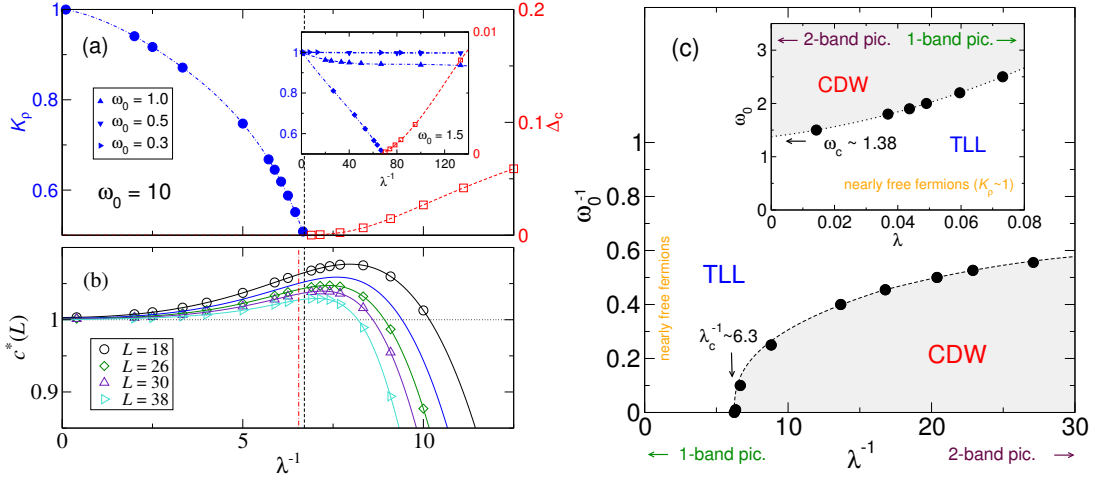 (a)
K_ρ
1
0.8
0.6
ω₀ = 1.0
ω₀ = 0.5
ω₀ = 0.3
ω₀ = 10
0.2
0.1
0
Δ_c
1
0.8
0.6
0.01
0
ω₀ = 1.5
0
40
80
120
λ⁻¹
(b)
c*(L)
1
0.9
L = 18
L = 26
L = 30
L = 38
0
5
10
λ⁻¹
(c)
ω₀⁻¹
1
0.8
0.6
0.4
0.2
0
0
10
20
30
λ⁻¹
TLL
nearly free fermions
λ_c⁻¹~6.3
CDW
← 1-band pic.
2-band pic. →
ω₀
3
2
1
0
0
0.02
0.04
0.06
0.08
λ
← 2-band pic.
1-band pic. →
CDW
TLL
← ω_c ~ 1.38
nearly free fermions (K_ρ~1)